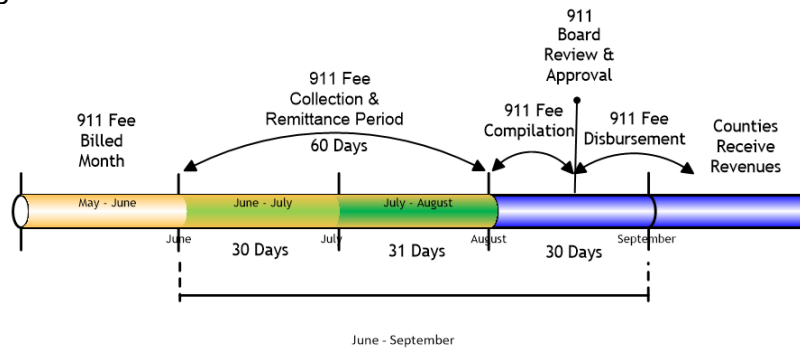 911
Board
Review &
Approval
911 Fee
Collection &
Remittance Period
60 Days
911 Fee
Billed
Month
911 Fee
Compilation
911 Fee
Disbursement
Counties
Receive
Revenues
May - June
June - July
July - August
June
July
August
September
30 Days
31 Days
30 Days
June - September